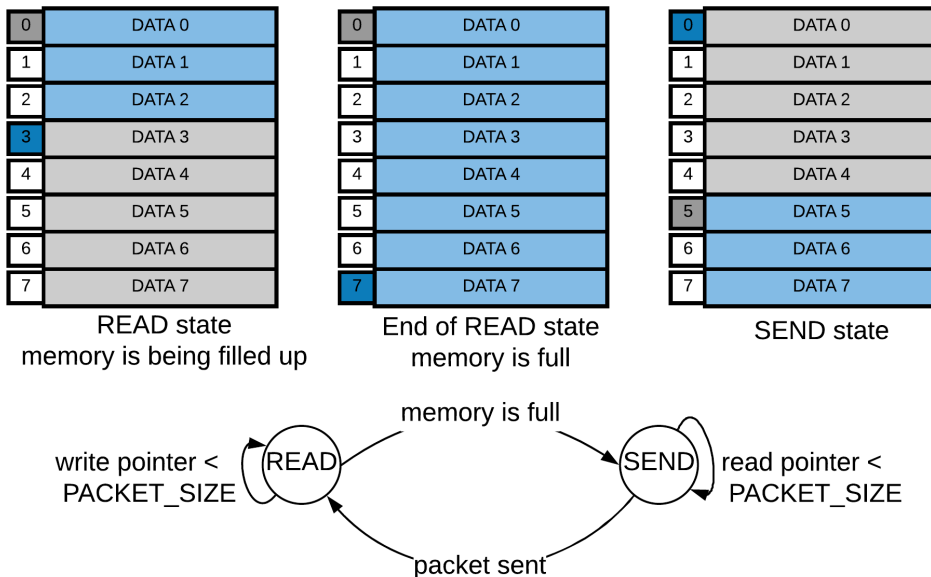 0 DATA 0
1 DATA 1
2 DATA 2
3 DATA 3
4 DATA 4
5 DATA 5
6 DATA 6
7 DATA 7
READ state
memory is being filled up
0 DATA 0
1 DATA 1
2 DATA 2
3 DATA 3
4 DATA 4
5 DATA 5
6 DATA 6
7 DATA 7
End of READ state
memory is full
0 DATA 0
1 DATA 1
2 DATA 2
3 DATA 3
4 DATA 4
5 DATA 5
6 DATA 6
7 DATA 7
SEND state
memory is full
write pointer <
PACKET_SIZE
READ
SEND
read pointer <
PACKET_SIZE
packet sent